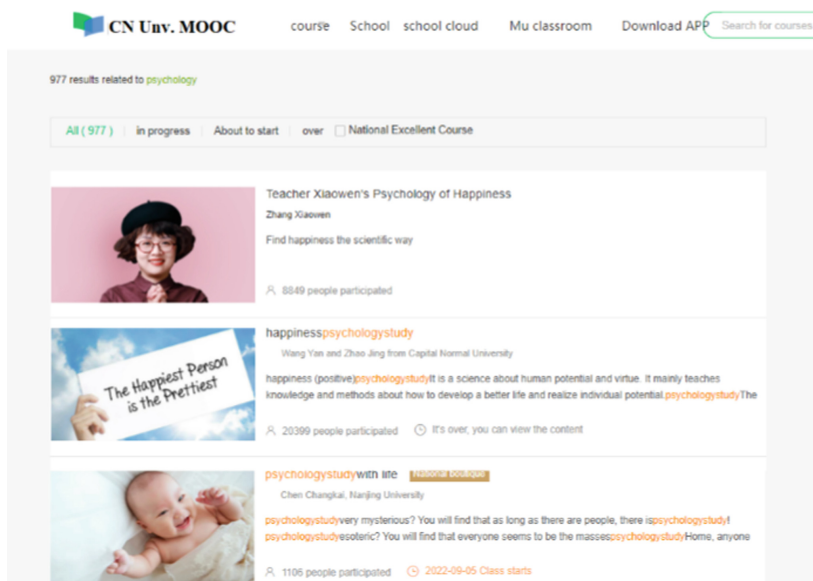 CN Unv. MOOC course School school cloud Mu classroom Download APP Search for courses
977 results related to psychology
All ( 977 ) in progress About to start over National Excellent Course
Teacher Xiaowen's Psychology of Happiness
Zhang Xiaowen
Find happiness the scientific way
8849 people participated
happinesspsychologystudy
Wang Yan and Zhao Jing from Capital Normal University
The Happiest Person
is the Prettiest
happiness (positive)psychologystudyIt is a science about human potential and virtue. It mainly teaches
knowledge and methods about how to develop a better life and realize individual potential.psychologystudyThe
20399 people participated It's over, you can view the content
psychologystudywith life National boutique
Chen Changkai, Nanjing University
psychologystudyvery mysterious? You will find that as long as there are people, there ispsychologystudy!
psychologystudyesoteric? You will find that everyone seems to be the massespsychologystudyHome, anyone
1106 people participated 2022-09-05 Class starts